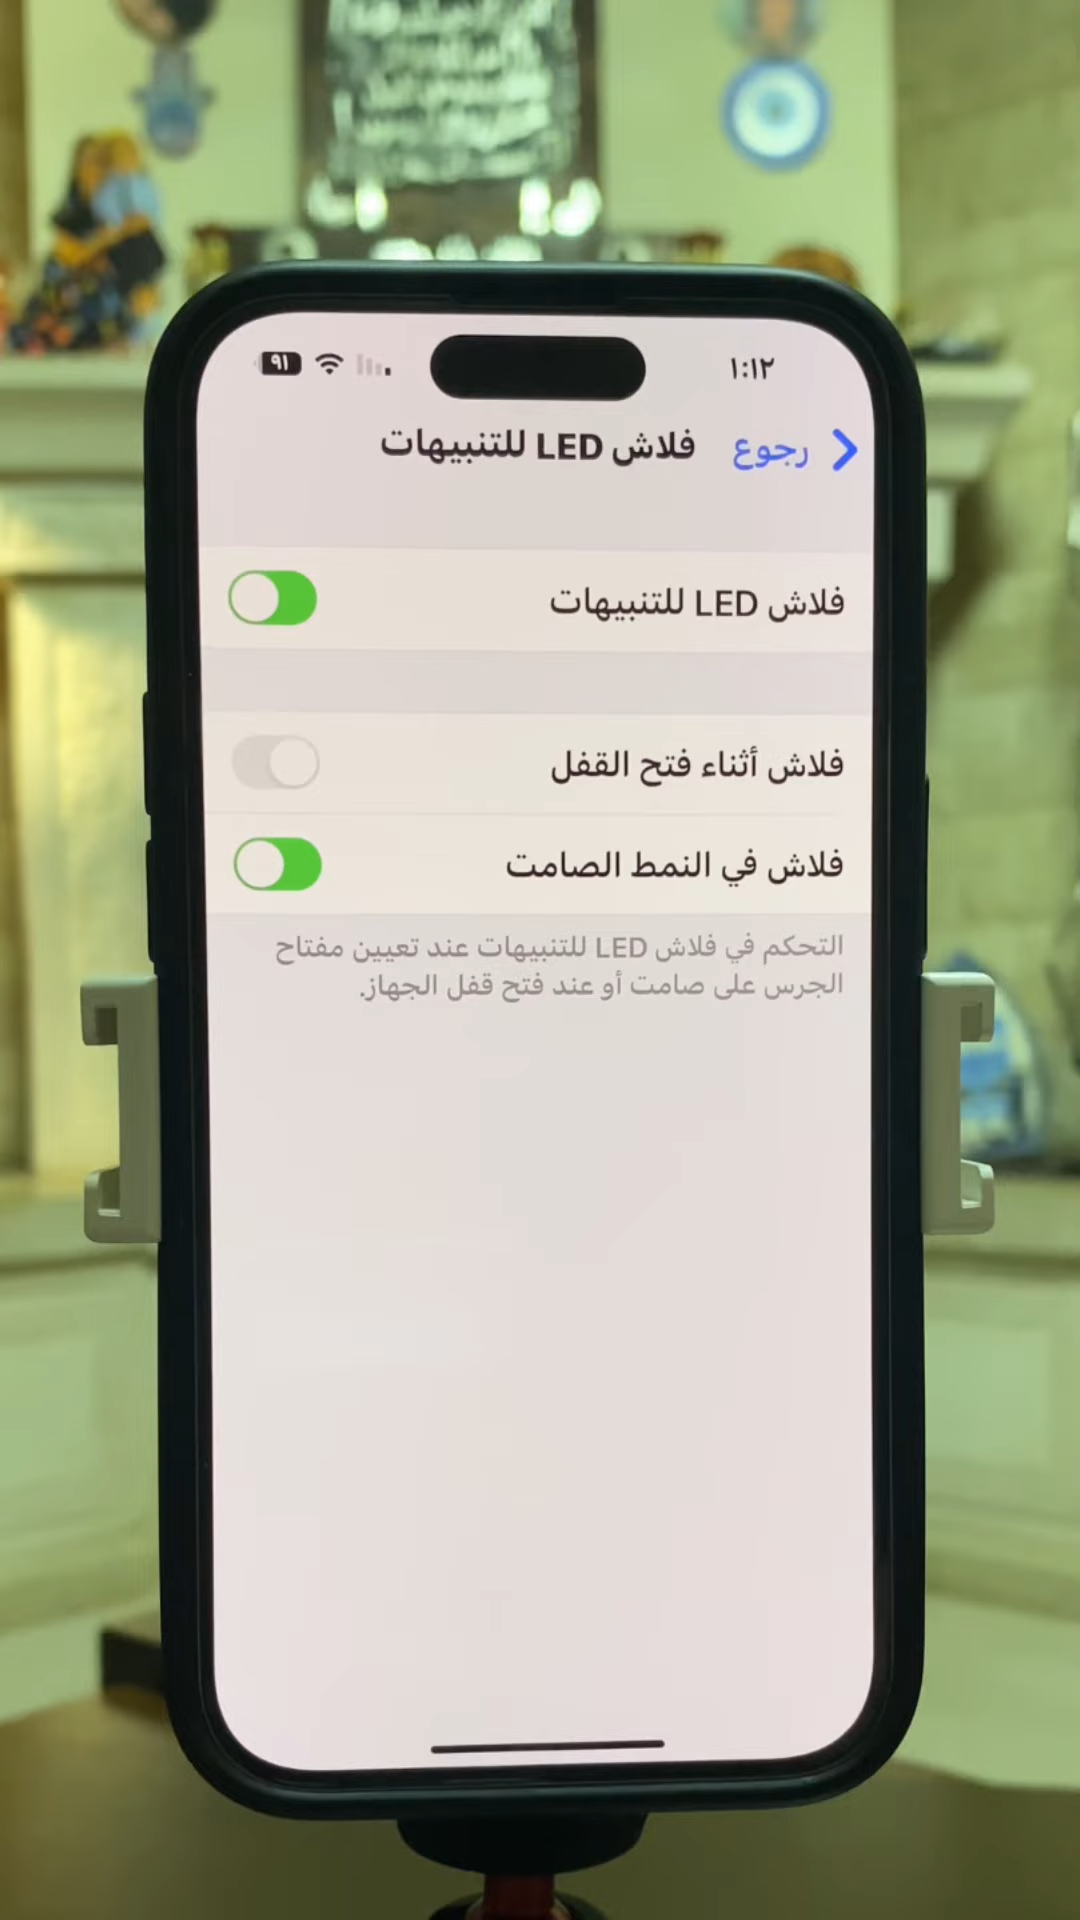 ١:١٢
٩١
رجوع
فلاش LED للتنبيهات
فلاش LED للتنبيهات
فلاش أثناء فتح القفل
فلاش في النمط الصامت
التحكم في فلاش LED للتنبيهات عند تعيين مفتاح
الجرس على صامت أو عند فتح قفل الجهاز.